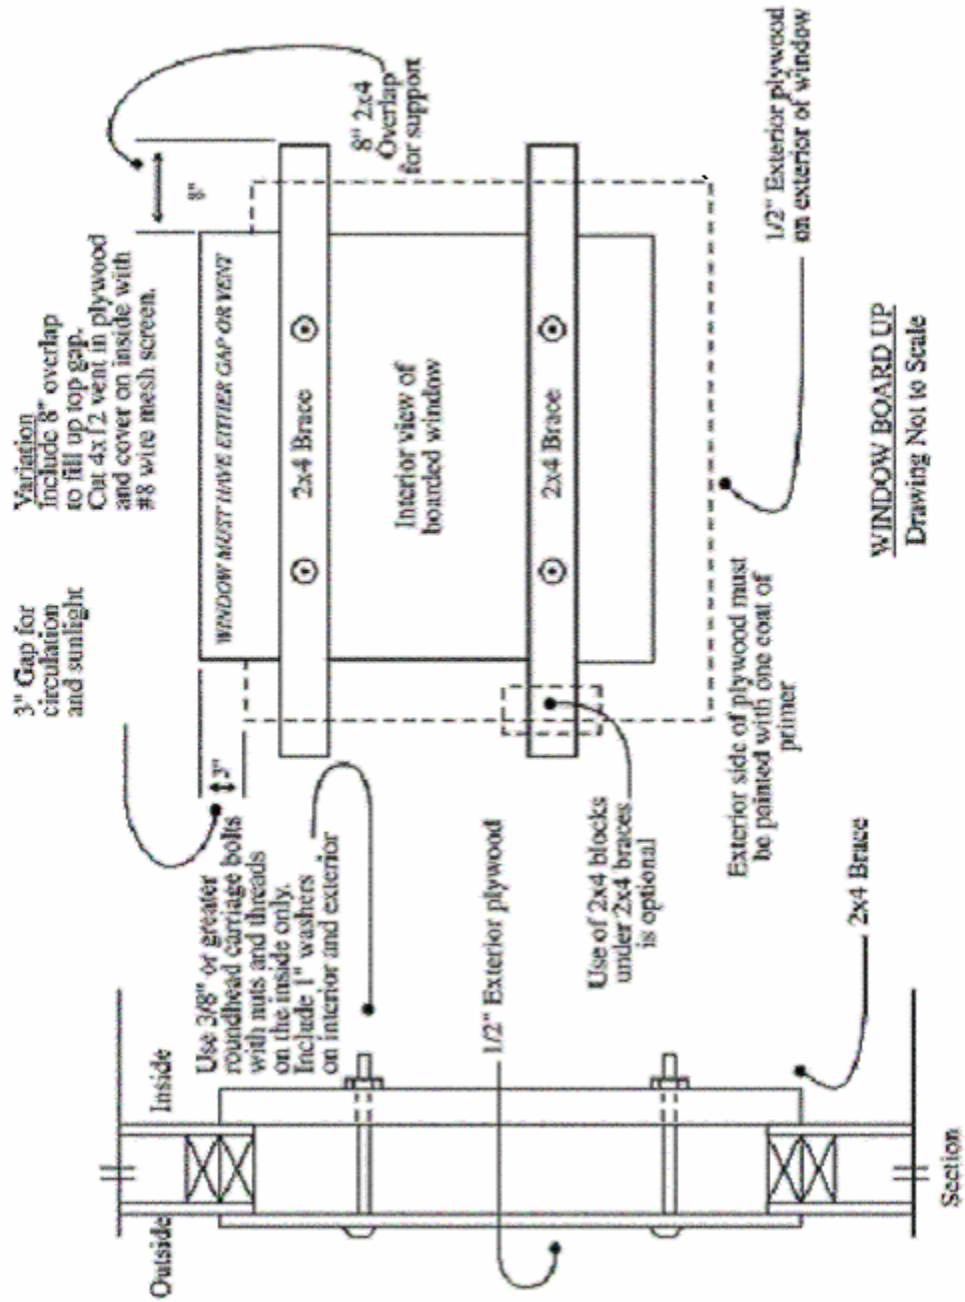 3" Gap for
circulation
and sunlight
Variation
Include 8" overlap
to fill up top gap.
Cut 4x12 vent in plywood
and cover on inside with
#8 wire mesh screen.
3"
8"
8" 2x4
Overlap
for support
WINDOW MUST HAVE EITHER GAP OR VENT
2x4 Brace
Interior view of
boarded window
2x4 Brace
Use 3/8" or greater
roundhead carriage bolts
with nuts and threads
on the inside only.
Include 1" washers
on interior and exterior
Use of 2x4 blocks
under 2x4 braces
is optional
Exterior side of plywood must
be painted with one coat of
primer
1/2" Exterior plywood
on exterior of window
Outside
Inside
1/2" Exterior plywood
2x4 Brace
Section
WINDOW BOARD UP
Drawing Not to Scale